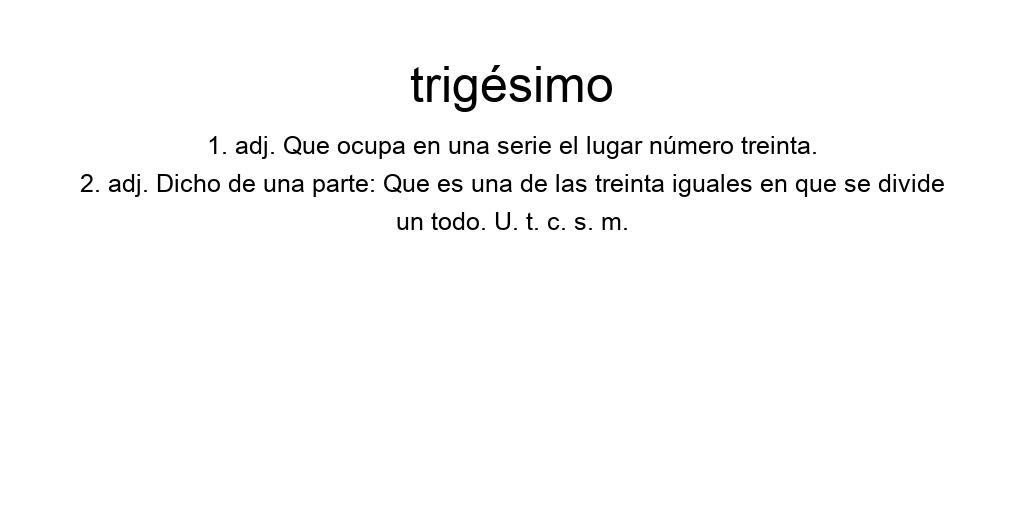 trigésimo
1. adj. Que ocupa en una serie el lugar número treinta.
2. adj. Dicho de una parte: Que es una de las treinta iguales en que se divide
un todo. U. t. c. s. m.